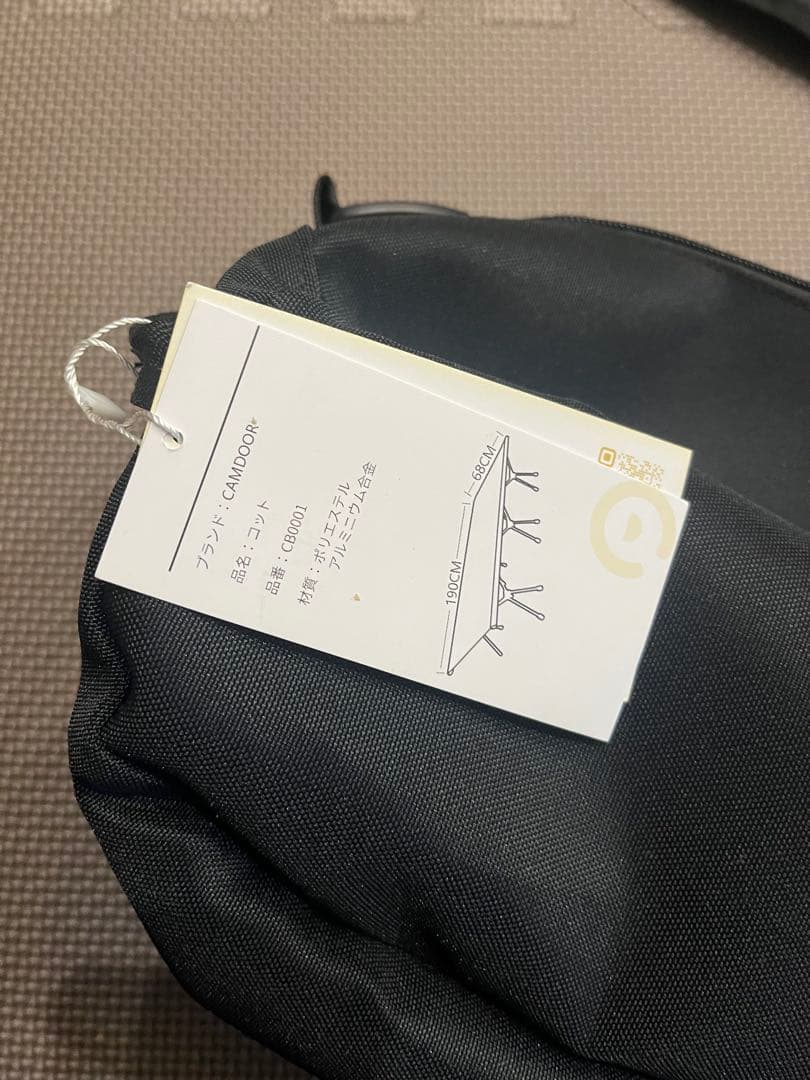 ブランド：CAMDOOR
品名：コット
品番：CB0001
材質：ポリエステル
アルミニウム合金
190CM
68CM